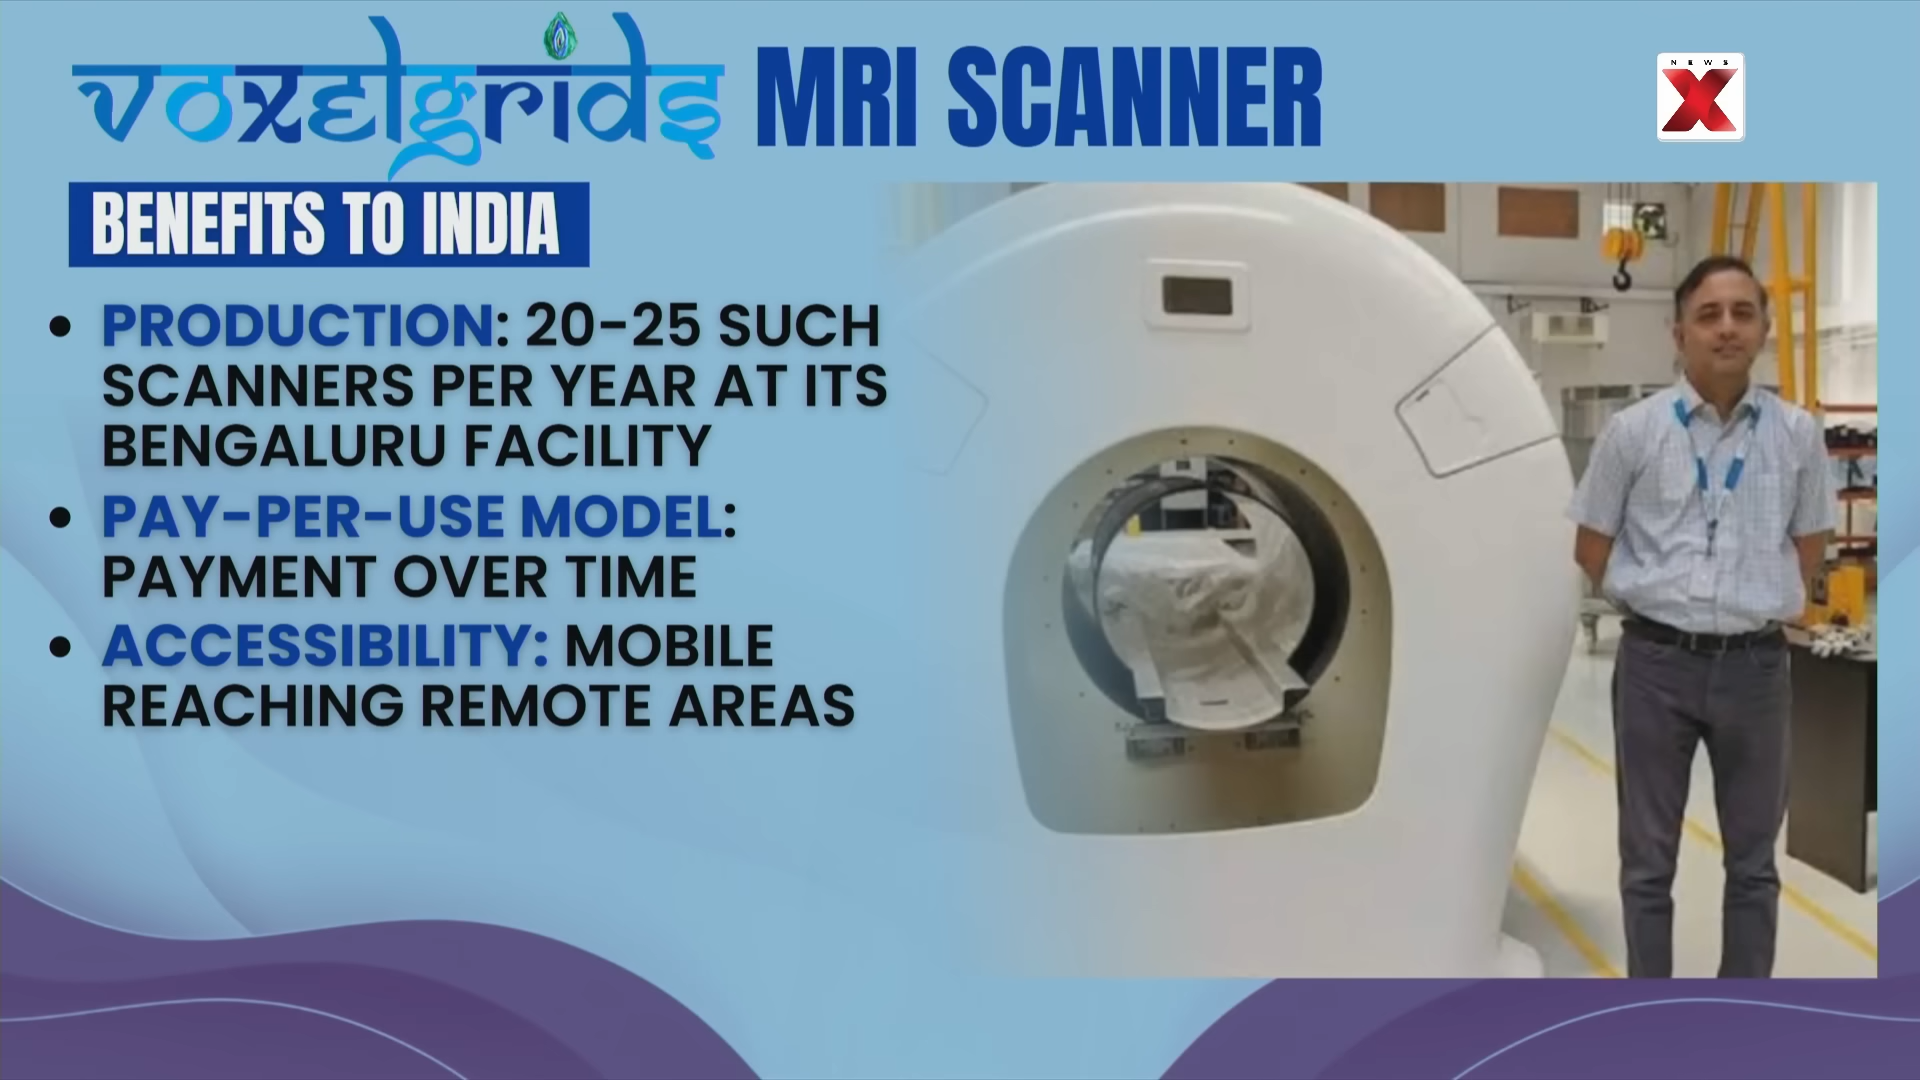 voxelgrids MRI SCANNER
NEWS
X
BENEFITS TO INDIA
• PRODUCTION: 20-25 SUCH
SCANNERS PER YEAR AT ITS
BENGALURU FACILITY
• PAY-PER-USE MODEL:
PAYMENT OVER TIME
• ACCESSIBILITY: MOBILE
REACHING REMOTE AREAS